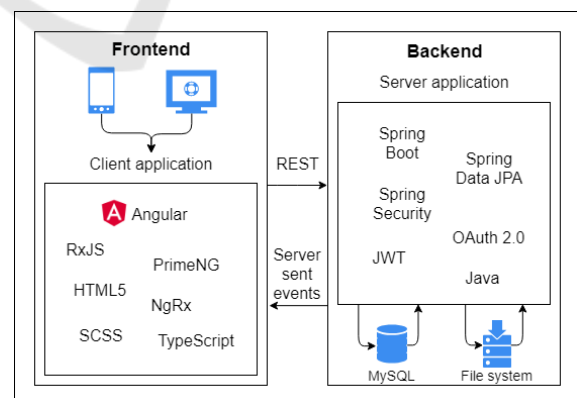 Frontend
Client application
Angular
RxJS
PrimeNG
HTML5
NgRx
SCSS
TypeScript
REST
Server
sent
events
Backend
Server application
Spring
Boot
Spring
Data JPA
Spring
Security
OAuth 2.0
JWT
Java
MySQL
File system